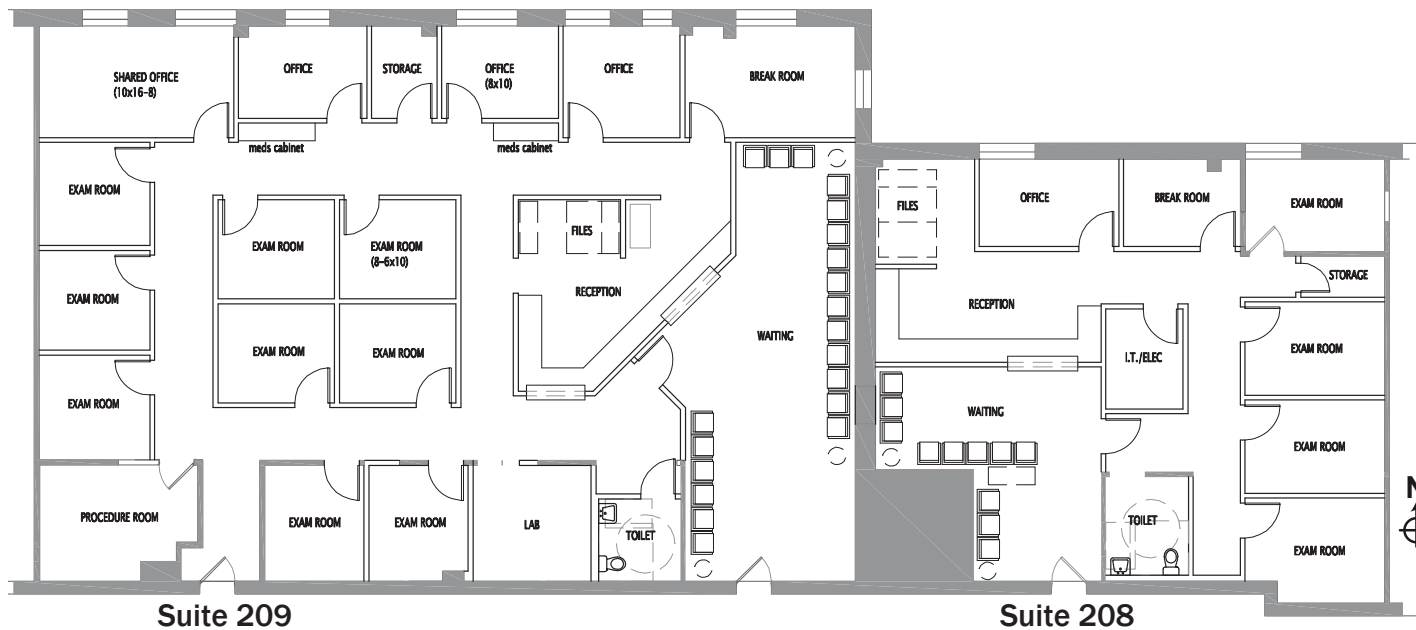 SHARED OFFICE
(10x16-8)
OFFICE
STORAGE
OFFICE
(8x10)
OFFICE
BREAK ROOM
meds cabinet
meds cabinet
EXAM ROOM
EXAM ROOM
EXAM ROOM
(8-6x10)
FILES
RECEPTION
EXAM ROOM
EXAM ROOM
EXAM ROOM
EXAM ROOM
WAITING
PROCEDURE ROOM
EXAM ROOM
EXAM ROOM
LAB
TOILET
FILES
OFFICE
BREAK ROOM
EXAM ROOM
STORAGE
RECEPTION
I.T./ELEC
EXAM ROOM
WAITING
EXAM ROOM
TOILET
EXAM ROOM
N
Suite 209
Suite 208